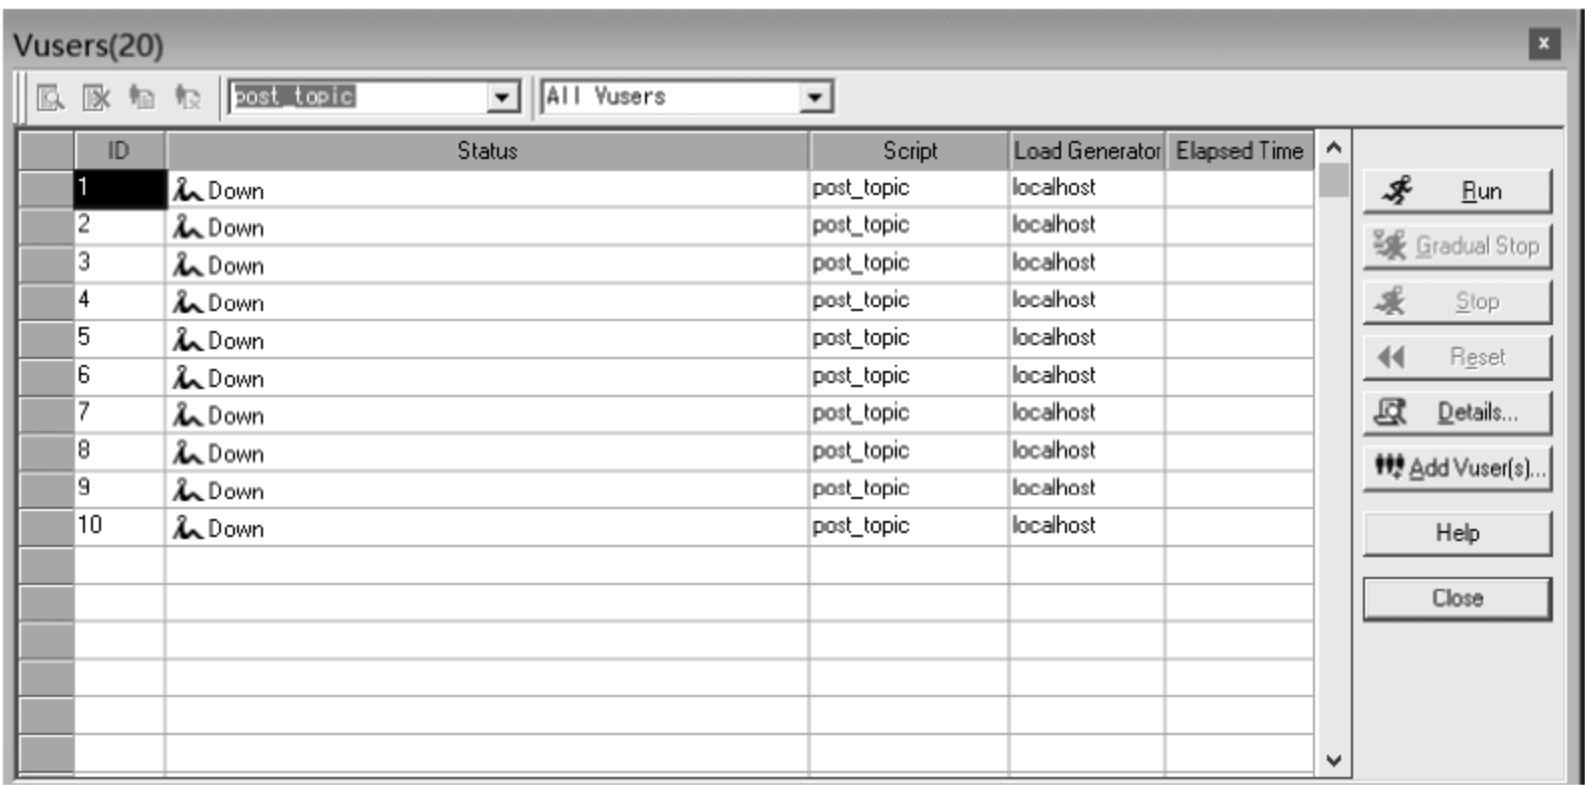 Vusers(20)
post_topic All Vusers
ID Status Script Load Generator Elapsed Time
1 Down post_topic localhost
2 Down post_topic localhost
3 Down post_topic localhost
4 Down post_topic localhost
5 Down post_topic localhost
6 Down post_topic localhost
7 Down post_topic localhost
8 Down post_topic localhost
9 Down post_topic localhost
10 Down post_topic localhost
Run
Gradual Stop
Stop
Reset
Details...
Add Vuser(s)...
Help
Close